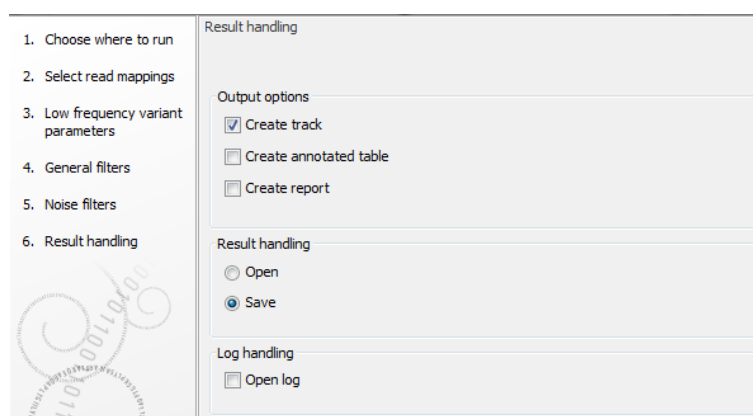 1. Choose where to run
2. Select read mappings
3. Low frequency variant
parameters
4. General filters
5. Noise filters
6. Result handling
Result handling
Output options
Create track
Create annotated table
Create report
Result handling
Open
Save
Log handling
Open log